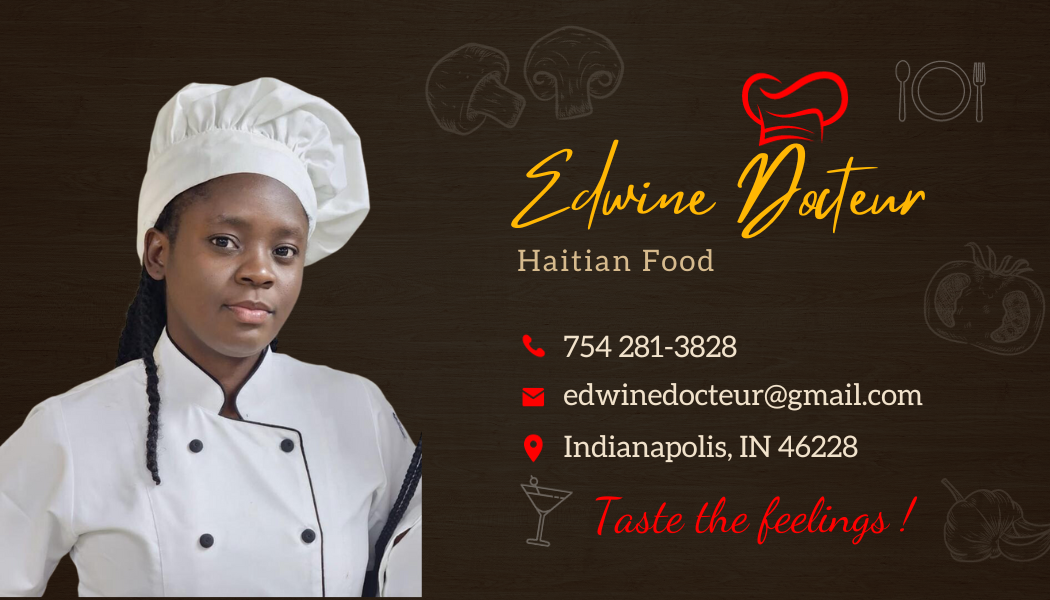 Edwine Docteur
Haitian Food
754 281-3828
edwinedocteur@gmail.com
Indianapolis, IN 46228
Taste the feelings !